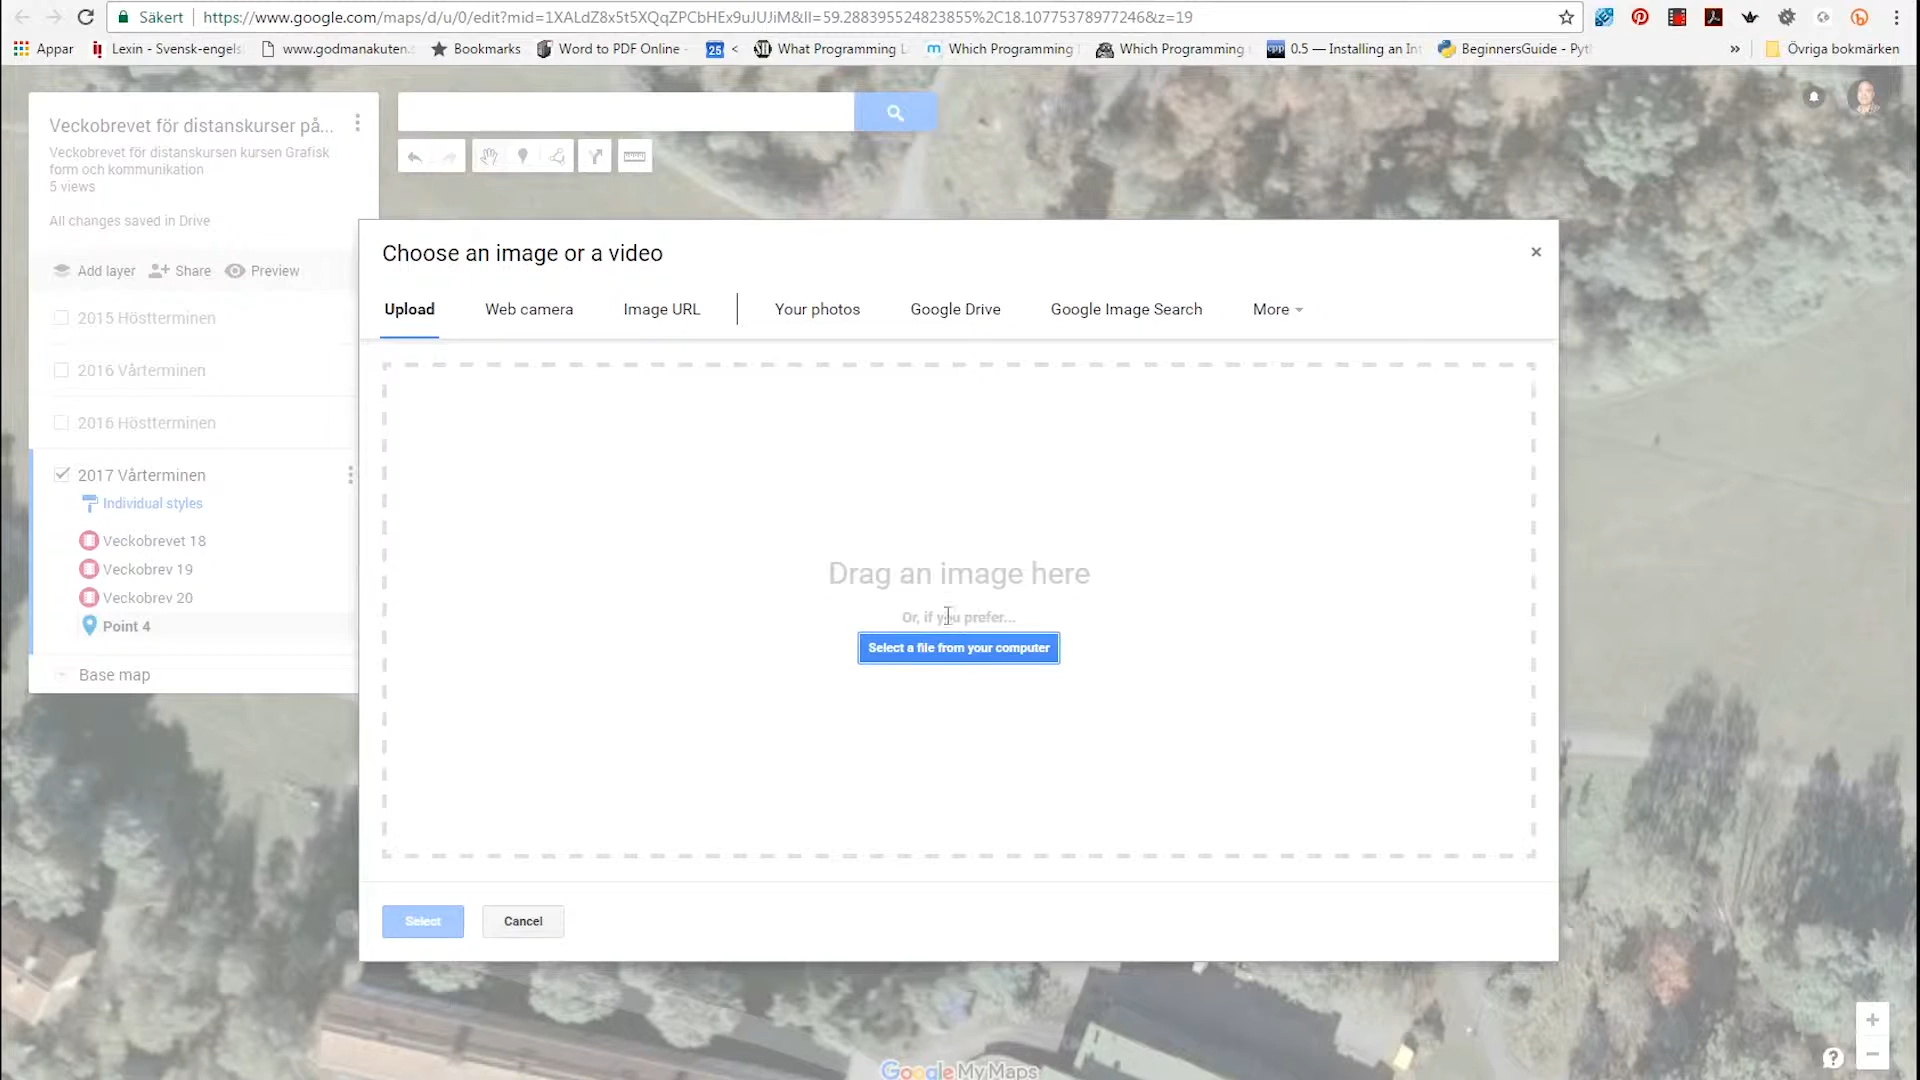 Säkert
https://www.google.com/maps/d/u/0/edit?mid=1XALdZ8x5t5XQqZPCbHEx9uJUJiM&ll=59.288395524823855%2C18.10775378977246&z=19
Appar
Lexin - Svensk-engels
www.godmanakuten.
Bookmarks
Word to PDF Online
25
<
What Programming L
Which Programming
Which Programming
0.5 — Installing an Int
BeginnersGuide - Pyt
»
Övriga bokmärken
Veckobrevet för distanskurser på...
Veckobrevet för distanskursen kursen Grafisk
form och kommunikation
5 views
All changes saved in Drive
Add layer
Share
Preview
2015 Höstterminen
2016 Vårterminen
2016 Höstterminen
2017 Vårterminen
Individual styles
Veckobrevet 18
Veckobrev 19
Veckobrev 20
Point 4
Base map
Choose an image or a video
×
Upload
Web camera
Image URL
Your photos
Google Drive
Google Image Search
More
Drag an image here
Or, if you prefer...
Select a file from your computer
Select
Cancel
Google My Maps